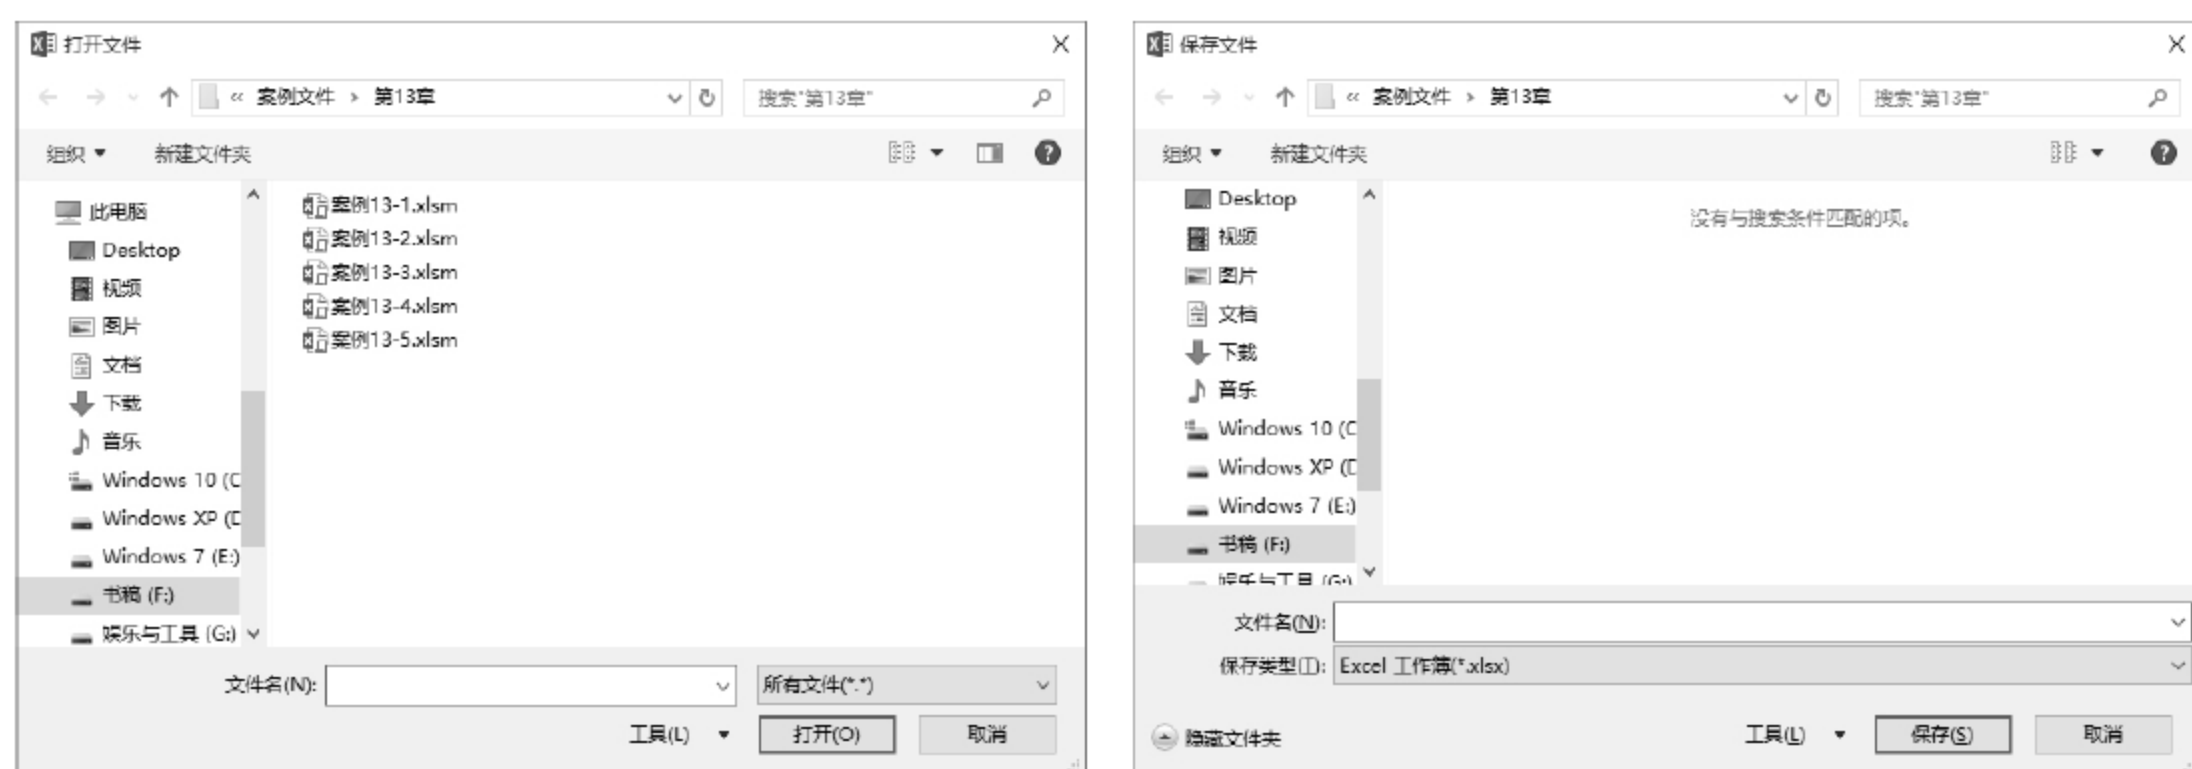 打开文件
« 案例文件 › 第13章
搜索"第13章"
组织 新建文件夹
此电脑
Desktop
视频
图片
文档
下载
音乐
Windows 10 (C
Windows XP (D
Windows 7 (E:)
书稿 (F:)
娱乐与工具 (G:)
案例13-1.xlsm
案例13-2.xlsm
案例13-3.xlsm
案例13-4.xlsm
案例13-5.xlsm
文件名(N):
所有文件(*.*)
工具(L) 打开(O) 取消
保存文件
« 案例文件 › 第13章
搜索"第13章"
组织 新建文件夹
Desktop
视频
图片
文档
下载
音乐
Windows 10 (C
Windows XP (D
Windows 7 (E:)
书稿 (F:)
娱乐与工具 (G:)
没有与搜索条件匹配的项。
文件名(N):
保存类型(T): Excel 工作簿(*.xlsx)
隐藏文件夹
工具(L) 保存(S) 取消